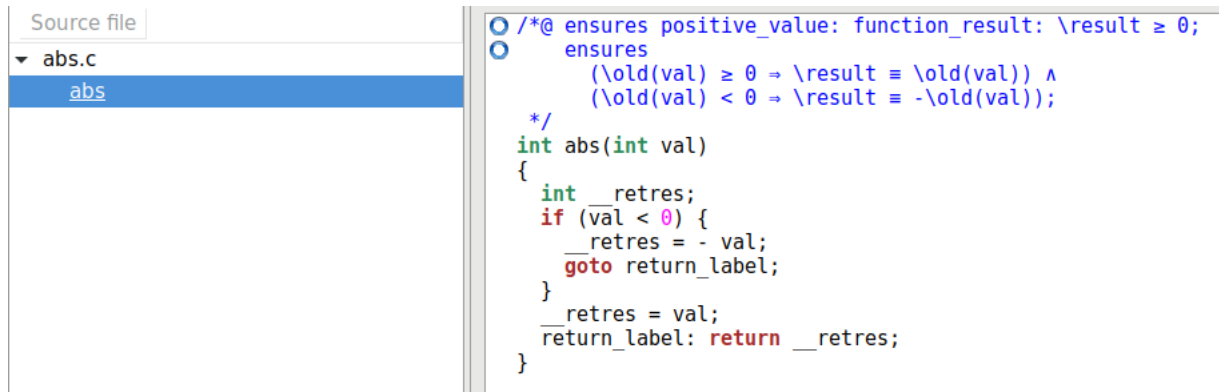 Source file
abs.c
abs
/*@ ensures positive_value: function_result: \result ≥ 0;
    ensures
      (\old(val) ≥ 0 ⇒ \result ≡ \old(val)) ∧
      (\old(val) < 0 ⇒ \result ≡ -\old(val));
 */
int abs(int val)
{
  int __retres;
  if (val < 0) {
    __retres = - val;
    goto return_label;
  }
  __retres = val;
  return_label: return __retres;
}